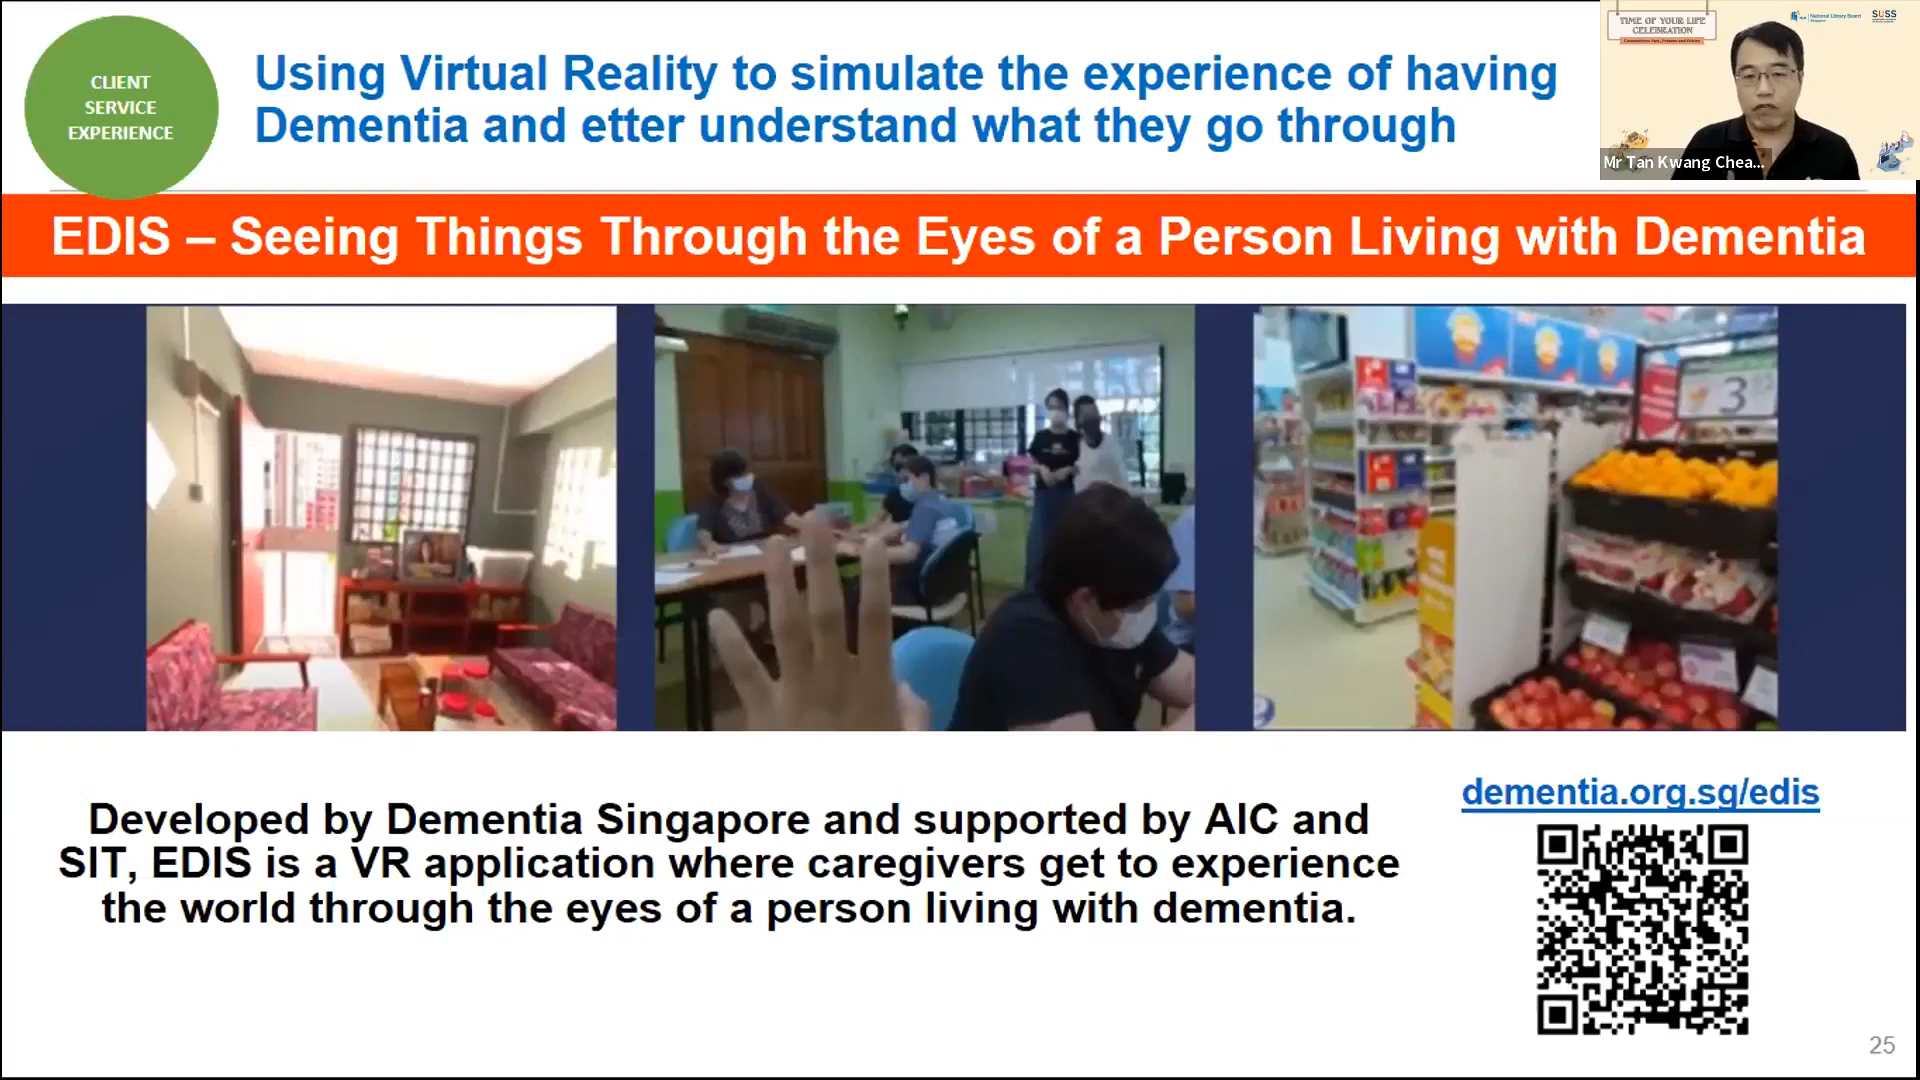 CLIENT
SERVICE
EXPERIENCE
Using Virtual Reality to simulate the experience of having
Dementia and etter understand what they go through
TIME OF YOUR LIFE
CELEBRATION
National Library Board
Singapore
SUSS
Mr Tan Kwang Chea...
EDIS – Seeing Things Through the Eyes of a Person Living with Dementia
3
Developed by Dementia Singapore and supported by AIC and
SIT, EDIS is a VR application where caregivers get to experience
the world through the eyes of a person living with dementia.
dementia.org.sg/edis
25